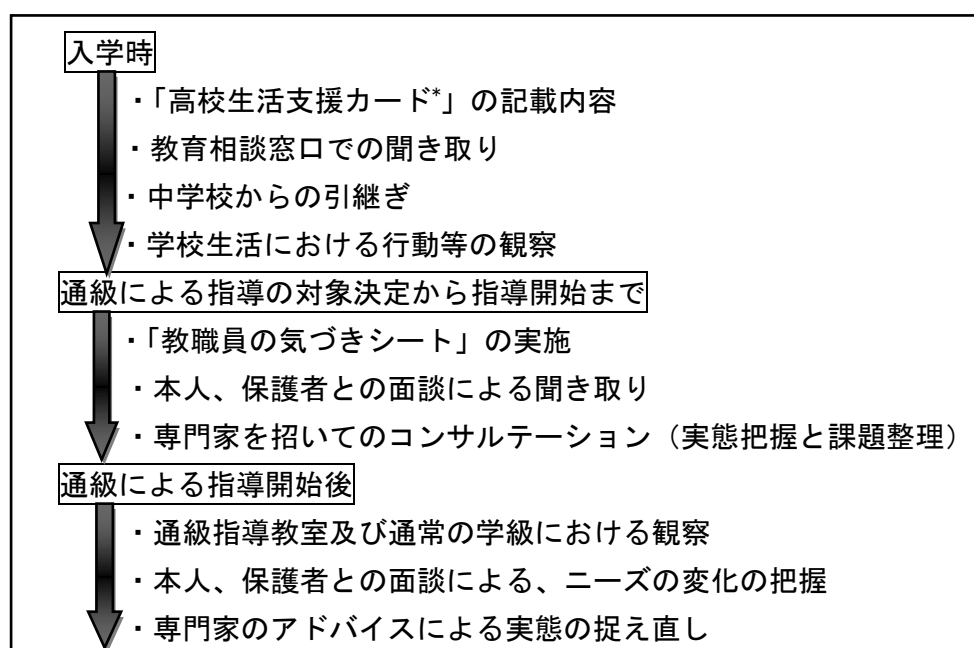 入学時
・「高校生活支援カード*」の記載内容
・教育相談窓口での聞き取り
・中学校からの引継ぎ
・学校生活における行動等の観察
通級による指導の対象決定から指導開始まで
・「教職員の気づきシート」の実施
・本人、保護者との面談による聞き取り
・専門家を招いてのコンサルテーション（実態把握と課題整理）
通級による指導開始後
・通級指導教室及び通常の学級における観察
・本人、保護者との面談による、ニーズの変化の把握
・専門家のアドバイスによる実態の捉え直し